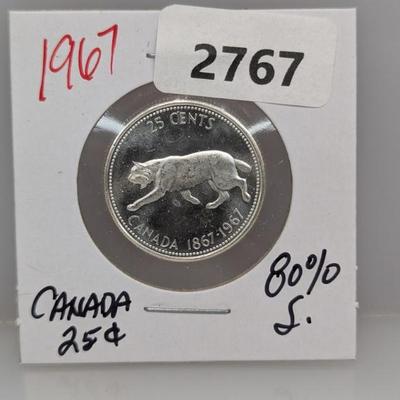 1967
2767
25 CENTS
CANADA 1867-1967
CANADA
25¢
80%
S.